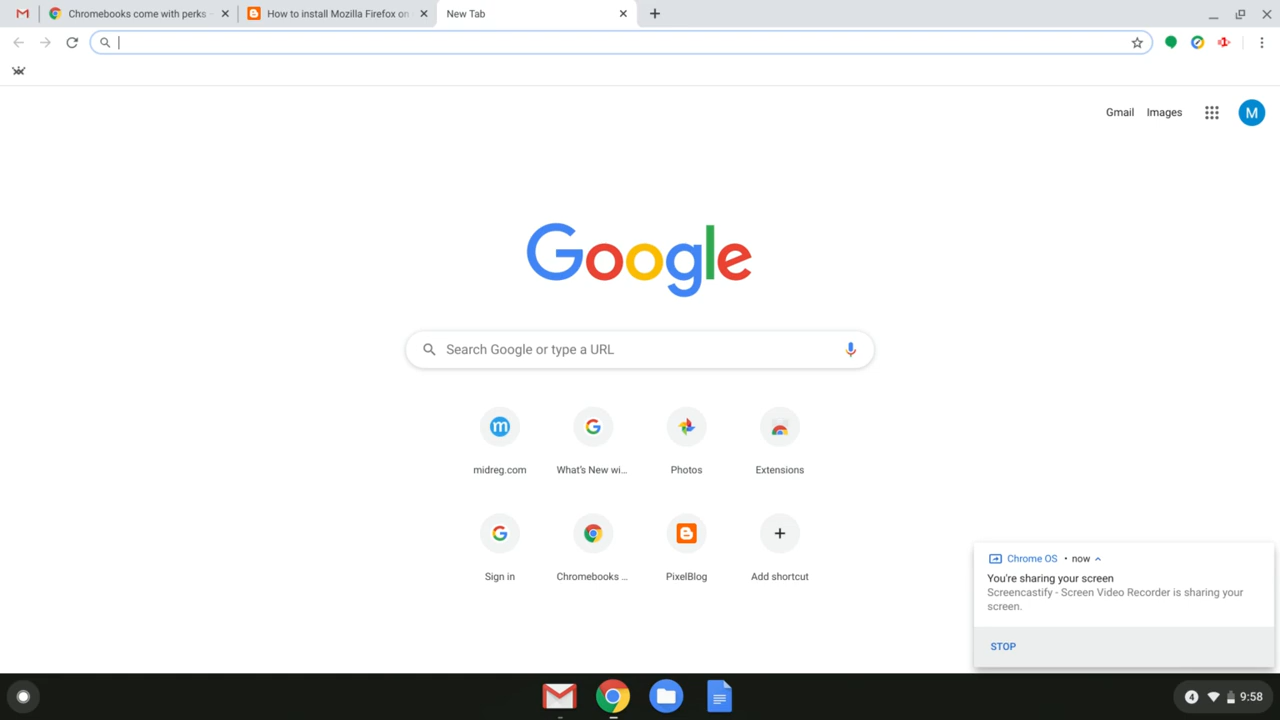 Chromebooks come with perks
How to install Mozilla Firefox on
New Tab
Gmail
Images
M
Google
Search Google or type a URL
midreg.com
What's New wi...
Photos
Extensions
Sign in
Chromebooks ...
PixelBlog
Add shortcut
Chrome OS • now
You're sharing your screen
Screencastify - Screen Video Recorder is sharing your
screen.
STOP
4
9:58